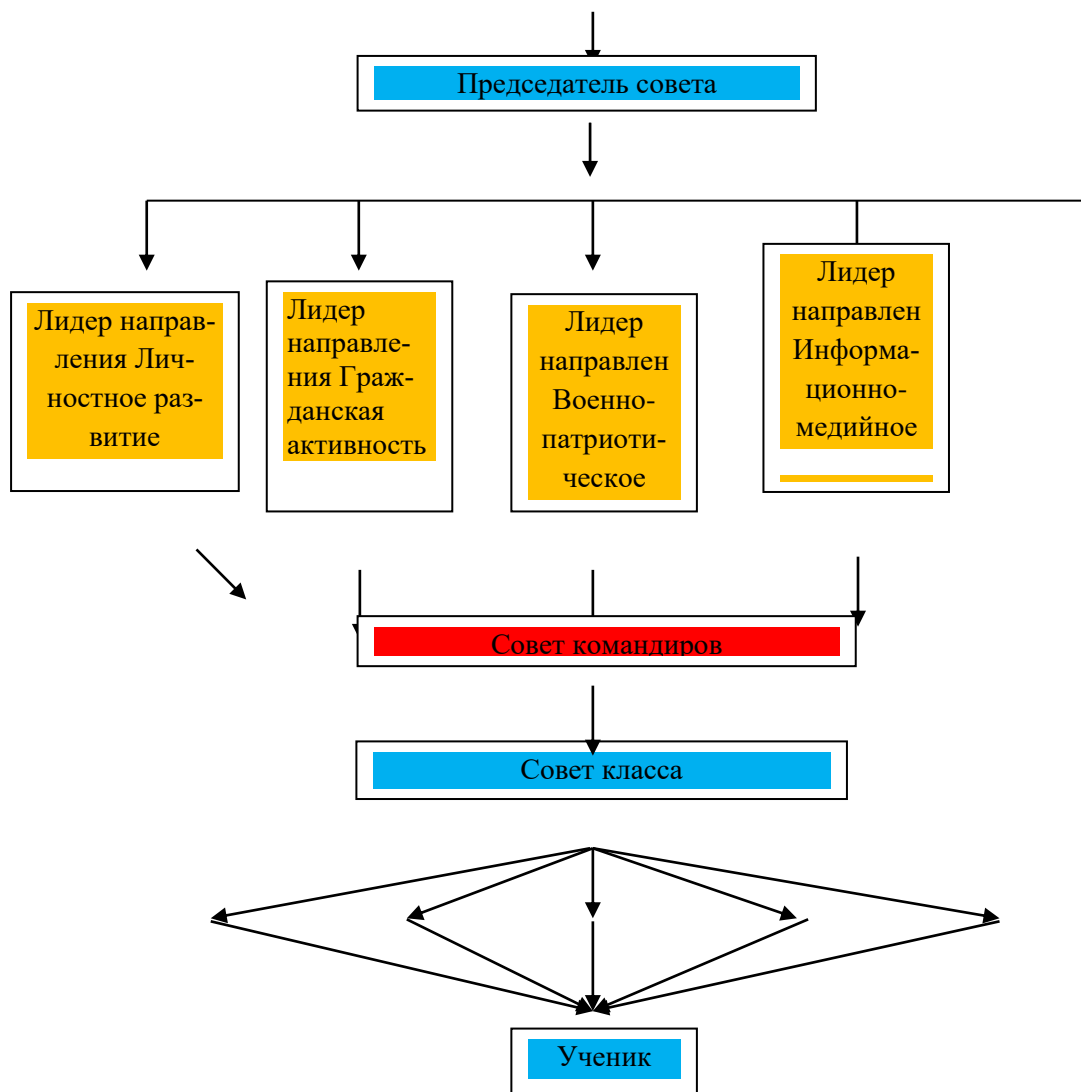 Председатель совета
Лидер направ-
ления Лич-
ностное раз-
витие
Лидер
направле-
ния Граж-
данская
активность
Лидер
направлен
Военно-
патриоти-
ческое
Лидер
направлен
Информа-
ционно-
медийное
Совет командиров
Совет класса
Ученик